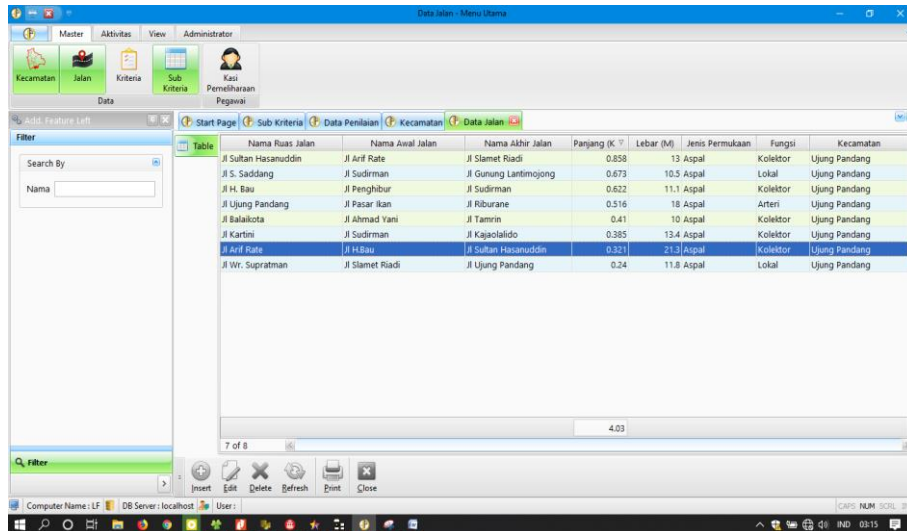 Data Jalan - Menu Utama
Master Aktivitas View Administrator
Kecamatan Jalan Kriteria Sub Kriteria Kasi Pemeliharaan
Data Pegawai
Add. Feature Left
Start Page Sub Kriteria Data Penilaian Kecamatan Data Jalan
Filter
Search By
Nama
Table
Nama Ruas Jalan Nama Awal Jalan Nama Akhir Jalan Panjang (K Lebar (M) Jenis Permukaan Fungsi Kecamatan
Jl Sultan Hasanuddin Jl Arif Rate Jl Slamet Riadi 0.858 13 Aspal Kolektor Ujung Pandang
Jl S. Saddang Jl Sudirman Jl Gunung Lantimojong 0.673 10.5 Aspal Lokal Ujung Pandang
Jl H. Bau Jl Penghibur Jl Sudirman 0.622 11.1 Aspal Kolektor Ujung Pandang
Jl Ujung Pandang Jl Pasar Ikan Jl Riburane 0.516 18 Aspal Arteri Ujung Pandang
Jl Balaikota Jl Ahmad Yani Jl Tamrin 0.41 10 Aspal Kolektor Ujung Pandang
Jl Kartini Jl Sudirman Jl Kajaolalido 0.385 13.4 Aspal Kolektor Ujung Pandang
Jl Arif Rate Jl H.Bau Jl Sultan Hasanuddin 0.321 21.3 Aspal Kolektor Ujung Pandang
Jl Wr. Supratman Jl Slamet Riadi Jl Ujung Pandang 0.24 11.8 Aspal Lokal Ujung Pandang
4.03
7 of 8
Filter
Insert Edit Delete Refresh Print Close
Computer Name : LF DB Server : localhost User :
CAPS NUM SCRL
IND 03:15